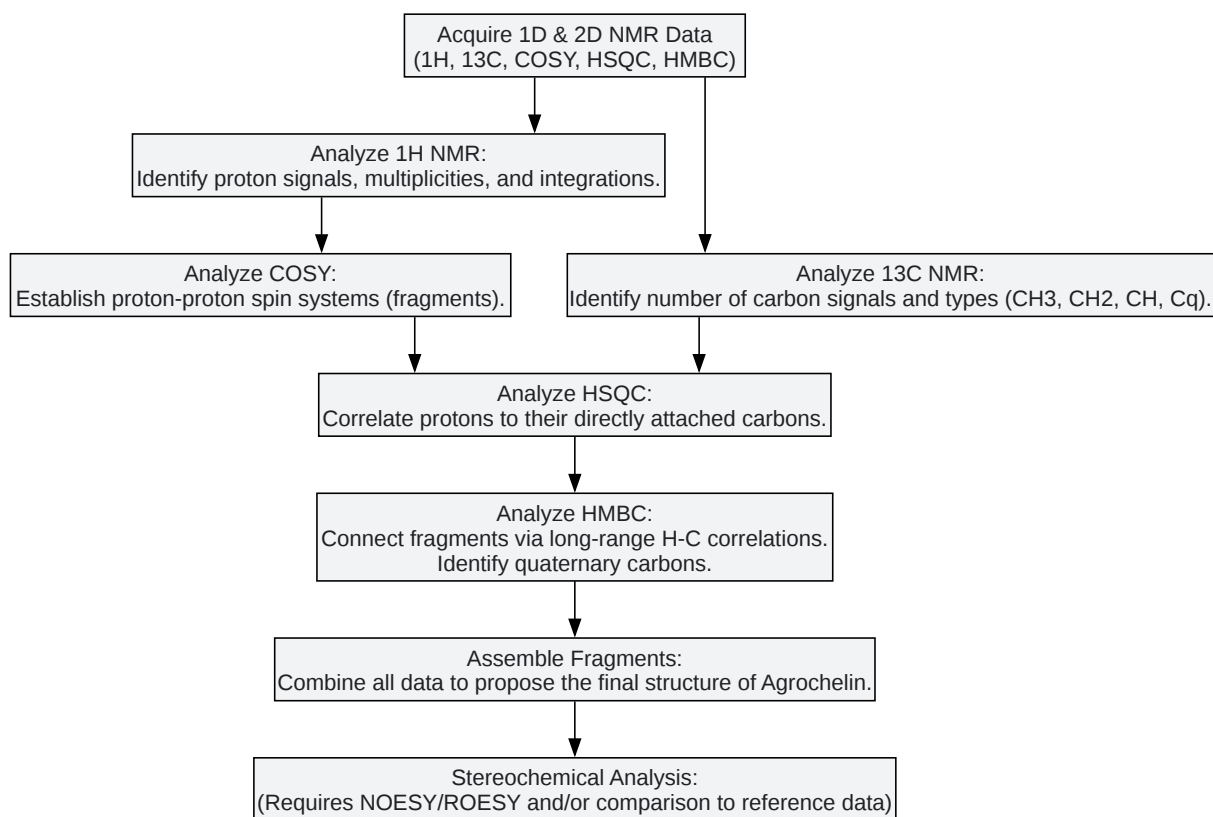 Acquire 1D & 2D NMR Data
(1H, 13C, COSY, HSQC, HMBC)
Analyze 1H NMR:
Identify proton signals, multiplicities, and integrations.
Analyze COSY:
Establish proton-proton spin systems (fragments).
Analyze 13C NMR:
Identify number of carbon signals and types (CH3, CH2, CH, Cq).
Analyze HSQC:
Correlate protons to their directly attached carbons.
Analyze HMBC:
Connect fragments via long-range H-C correlations.
Identify quaternary carbons.
Assemble Fragments:
Combine all data to propose the final structure of Agrochelin.
Stereochemical Analysis:
(Requires NOESY/ROESY and/or comparison to reference data)